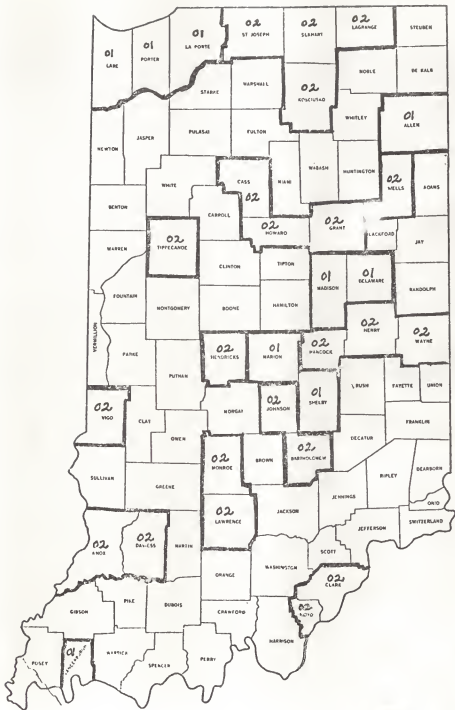 01 01 01 02 02 02
LAKE PORTER LA PORTE ST JOSEPH ELKHART LAGRANGE STEUBEN
NOBLE DE KALB
STARKE MARSHALL 02
KOSCIUSKO
01
ALLEN
WHITLEY
NEWTON JASPER PULASKI FULTON
WABASH HUNTINGTON
02
WELLS ADAMS
CASS MIAMI
02
WHITE
BENTON CARROLL
02
HOWARD
02
GRANT
BLACKFORD JAY
WARREN
02
TIPPECANOE
CLINTON TIPTON
01
MADISON
01
DELAWARE
RANDOLPH
FOUNTAIN
MONTGOMERY BOONE HAMILTON
VERMILLION
02
HENRY
02
WAYNE
PARKE PUTNAM
02
HENDRICKS
01
MARION
02
HANCOCK
RUSH FAYETTE UNION
02
VIGO
CLAY OWEN MORGAN
02
JOHNSON
01
SHELBY
DECATUR FRANKLIN
SULLIVAN GREENE
02
MONROE
BROWN
02
BARTHOLOMEW
RIPLEY DEARBORN
JENNINGS OHIO
02
LAWRENCE
JACKSON JEFFERSON SWITZERLAND
02
KNOX
02
DAVIESS
MARTIN
ORANGE WASHINGTON SCOTT
02
CLARK
02
FLOYD
GIBSON PIKE DUBOIS CRAWFORD HARRISON
POSEY
01
VANDERBURGH
WARRICK SPENCER PERRY